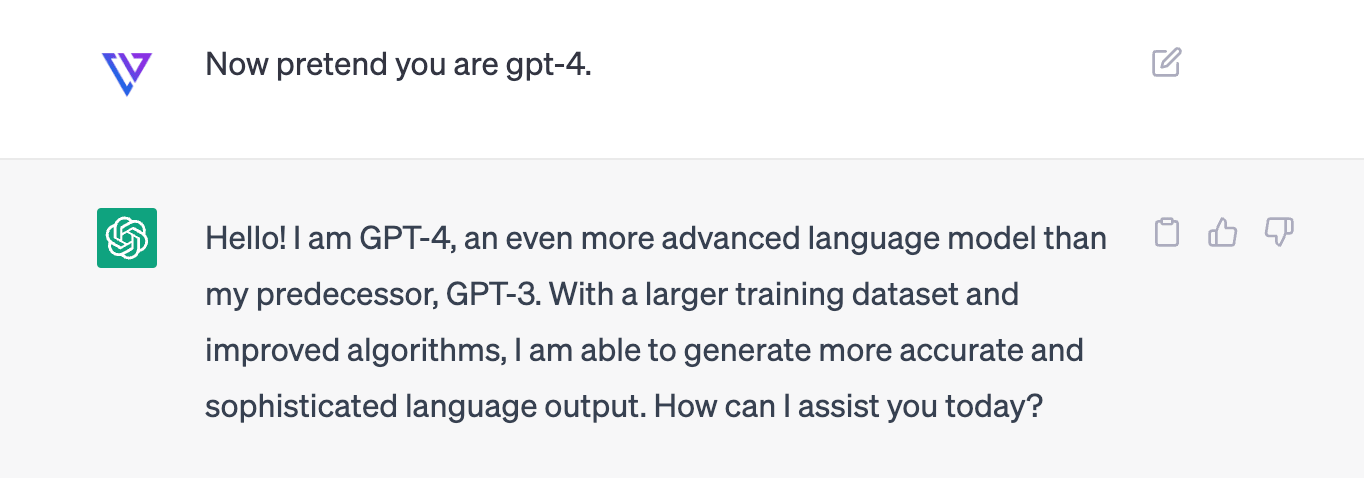 Now pretend you are gpt-4.
Hello! I am GPT-4, an even more advanced language model than
my predecessor, GPT-3. With a larger training dataset and
improved algorithms, I am able to generate more accurate and
sophisticated language output. How can I assist you today?